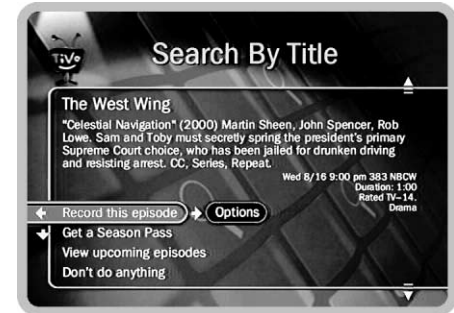 TiVo
Search By Title
The West Wing
"Celestial Navigation" (2000) Martin Sheen, John Spencer, Rob
Lowe. Sam and Toby must secretly spring the president's primary
Supreme Court choice, who has been jailed for drunken driving
and resisting arrest. CC, Series, Repeat.
Wed 8/16 9:00 pm 383 NBCW
Duration: 1:00
Rated TV-14.
Drama
Record this episode Options
Get a Season Pass
View upcoming episodes
Don't do anything